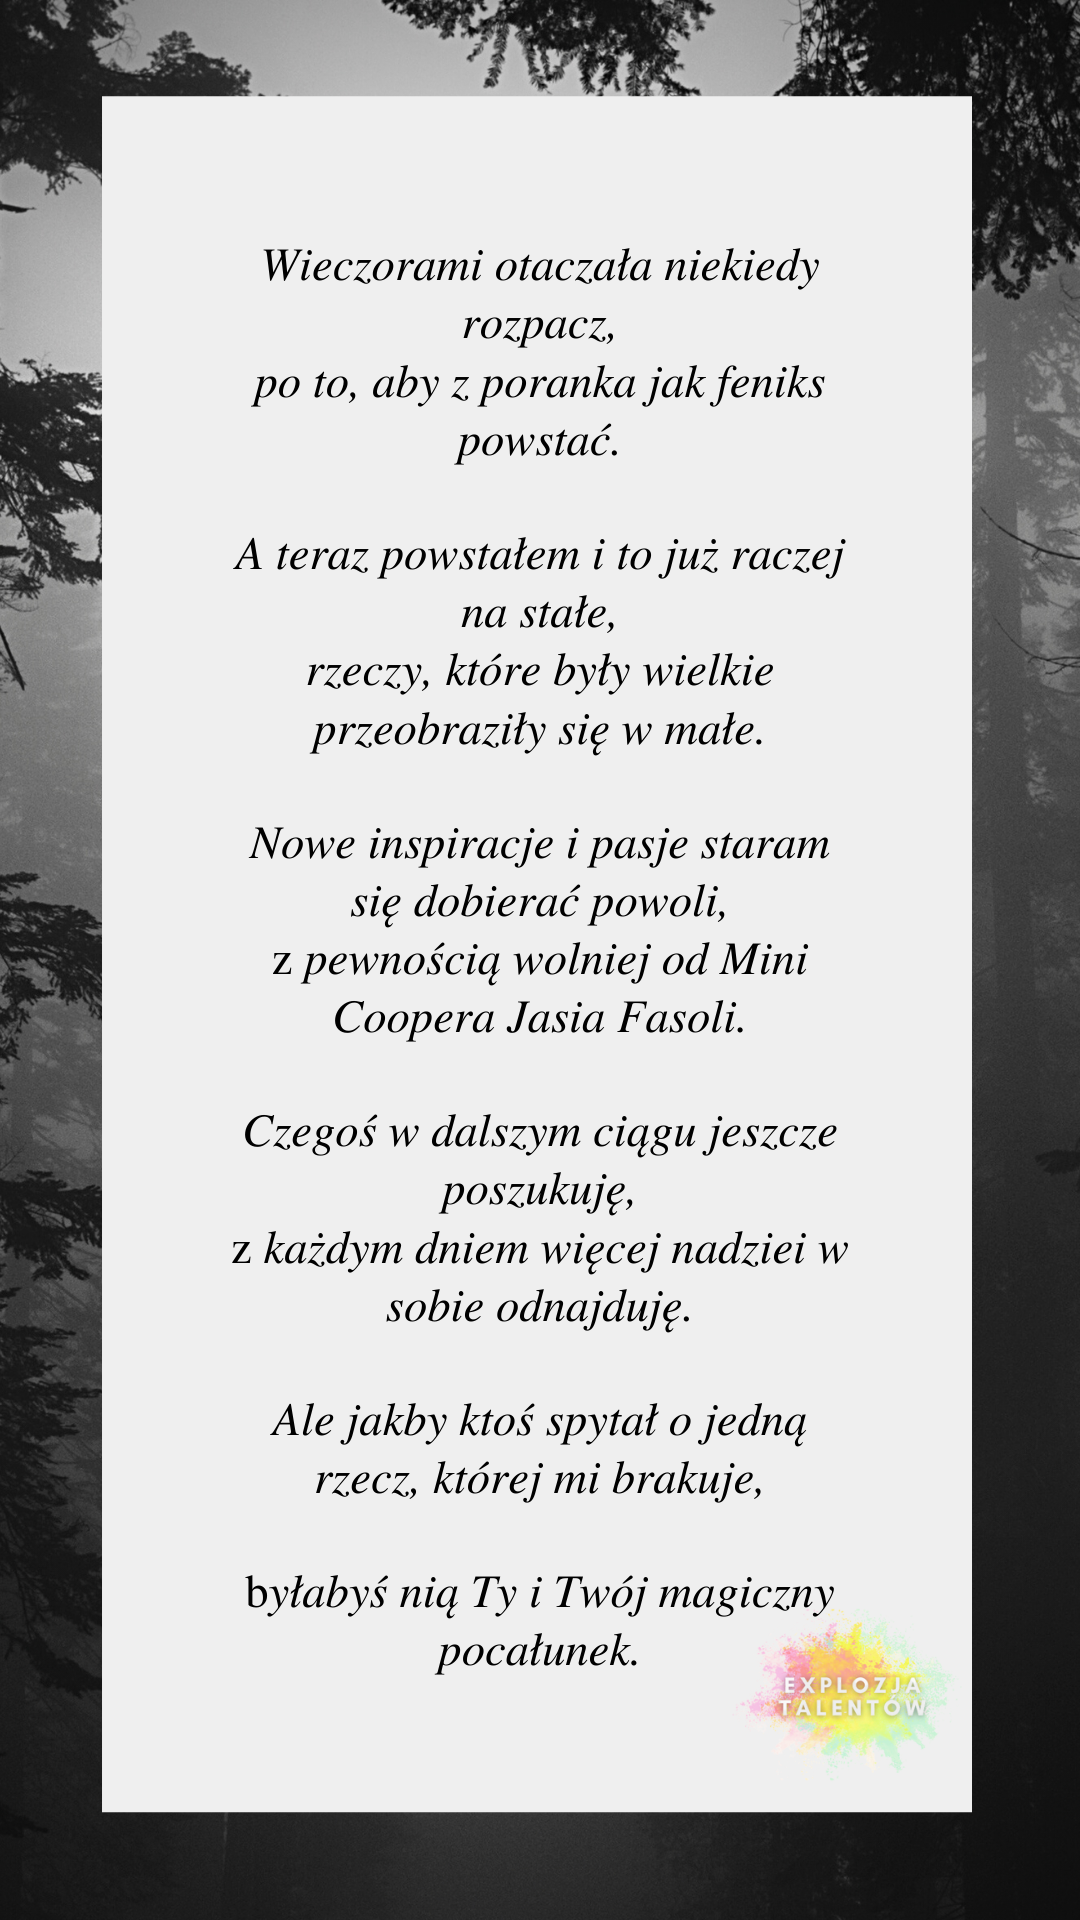 Wieczorami otaczała niekiedy
rozpacz,
po to, aby z poranka jak feniks
powstać.
A teraz powstałem i to już raczej
na stałe,
rzeczy, które były wielkie
przeobraziły się w małe.
Nowe inspiracje i pasje staram
się dobierać powoli,
z pewnością wolniej od Mini
Coopera Jasia Fasoli.
Czegoś w dalszym ciągu jeszcze
poszukuję,
z każdym dniem więcej nadziei w
sobie odnajduję.
Ale jakby ktoś spytał o jedną
rzecz, której mi brakuje,
byłabyś nią Ty i Twój magiczny
pocałunek.
EXPLOZJA
TALENTÓW